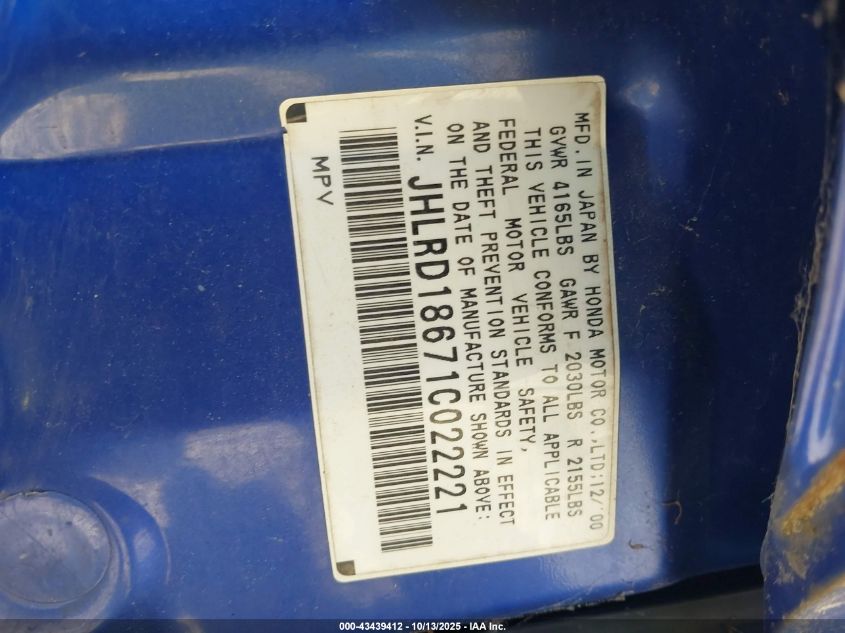 MFD. IN JAPAN BY HONDA MOTOR CO.,LTD:12/'00
GVWR 4165LBS GAWR F 2030LBS R 2155LBS
THIS VEHICLE CONFORMS TO ALL APPLICABLE
FEDERAL MOTOR VEHICLE SAFETY,
AND THEFT PREVENTION STANDARDS IN EFFECT
ON THE DATE OF MANUFACTURE SHOWN ABOVE:
V.I.N. JHLRD18671C022221
MPV
000-43439412 - 10/13/2025 - IAA Inc.